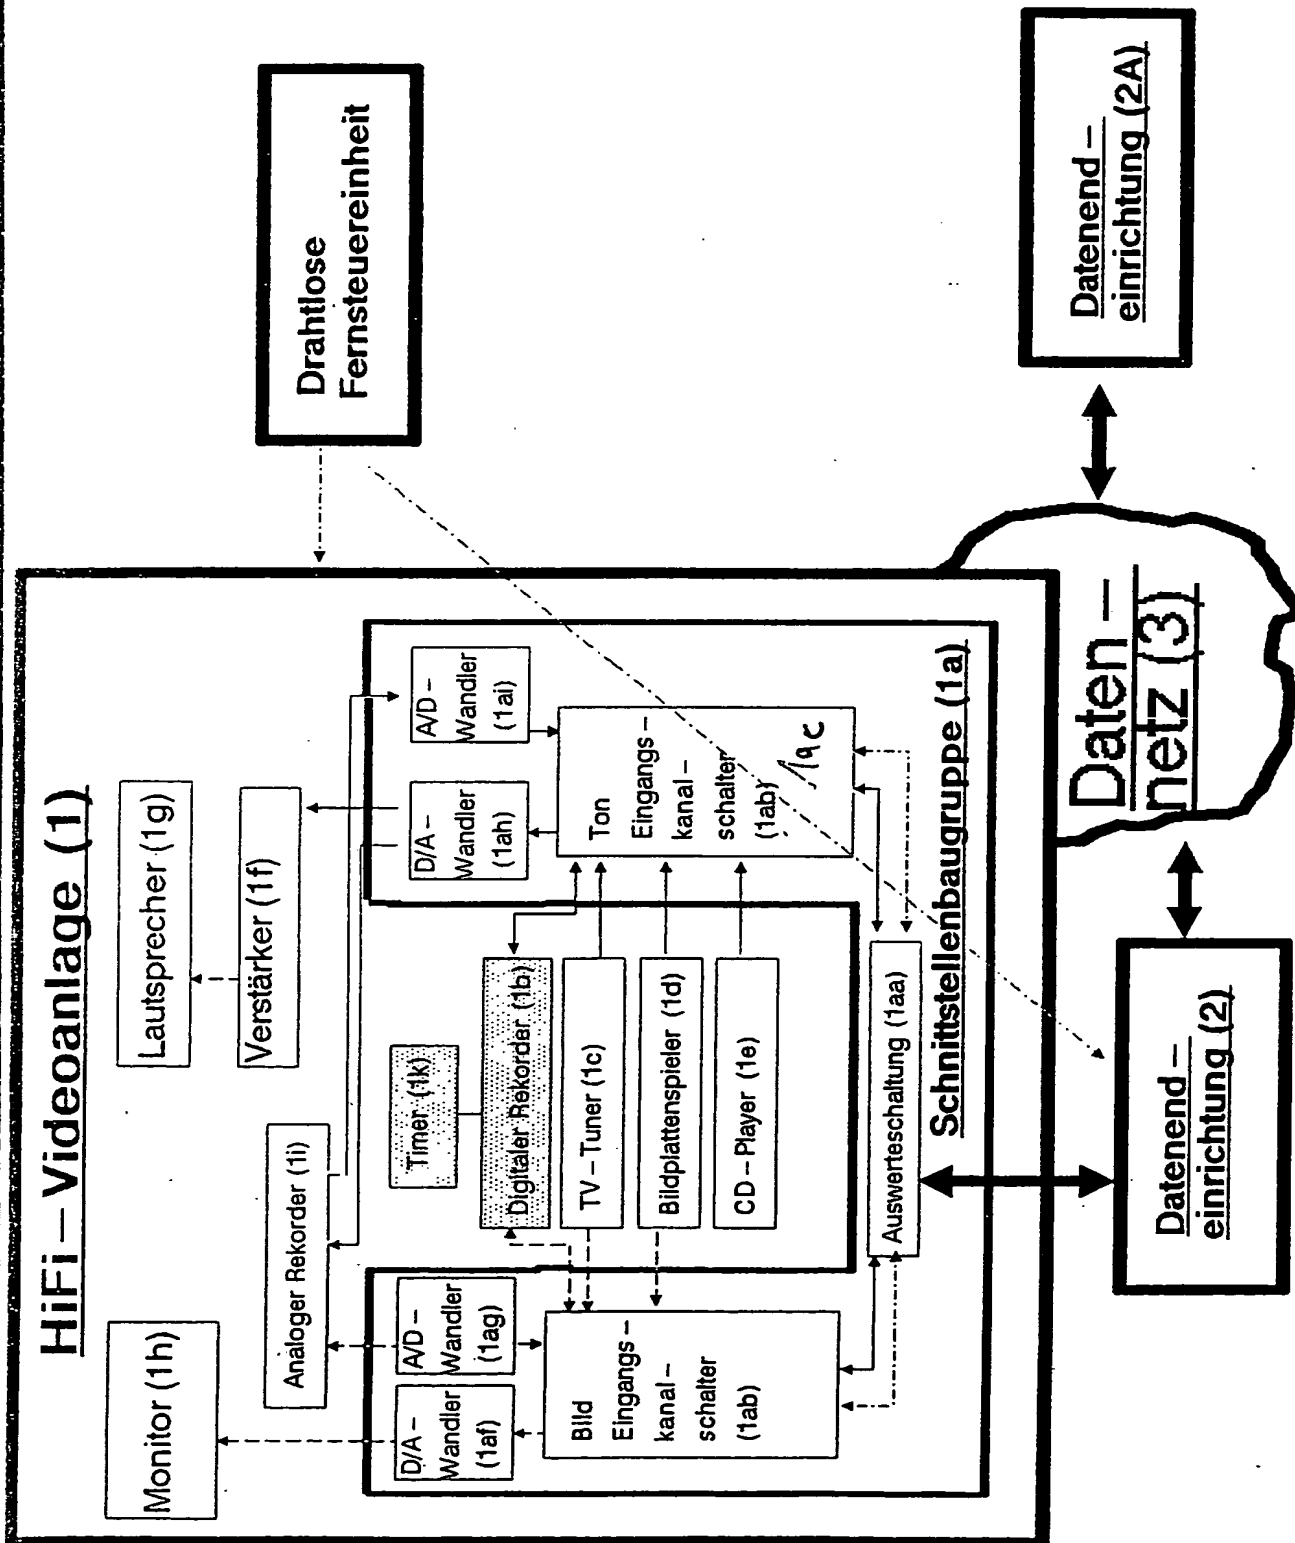 HiFi – Videoanlage (1)
Monitor (1h)
Lautsprecher (1g)
Verstärker (1f)
Analoger Rekorder (1i)
Drahtlose
Fernsteuereinheit
D/A –
Wandler
(1af)
A/D –
Wandler
(1ag)
Timer (1k)
Digitaler Rekorder (1b)
TV – Tuner (1c)
Bildplattenspieler (1d)
CD – Player (1e)
D/A –
Wandler
(1ah)
A/D –
Wandler
(1ai)
Bild
Eingangs –
kanal –
schalter
(1ab)
Ton
Eingangs –
kanal –
schalter
(1ab)
1ac
Auswerteschaltung (1aa)
Schnittstellenbaugruppe (1a)
Datenend –
einrichtung (2)
Daten –
netz (3)
Datenend –
einrichtung (2A)